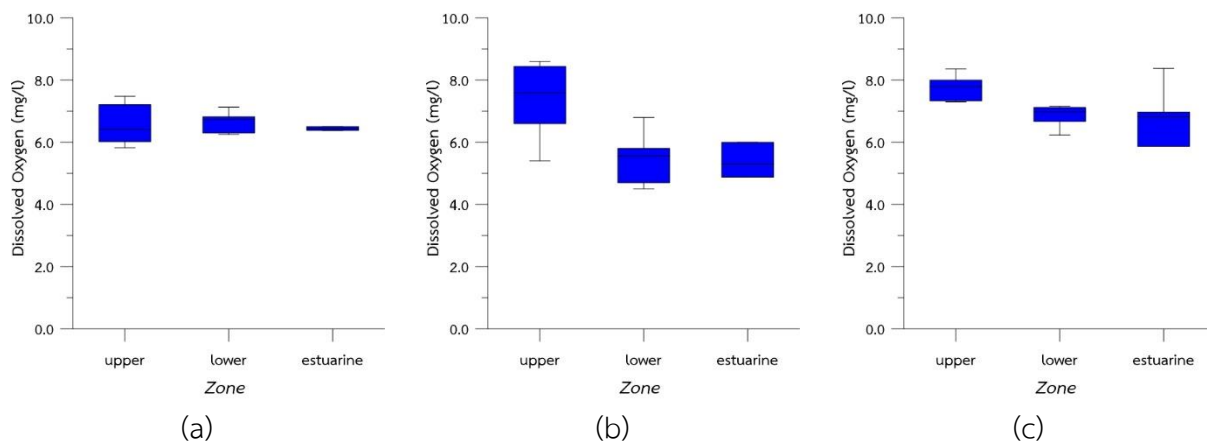 10.0
8.0
6.0
4.0
2.0
0.0
Dissolved Oxygen (mg/l)
upper lower estuarine
Zone
(a)
10.0
8.0
6.0
4.0
2.0
0.0
Dissolved Oxygen (mg/l)
upper lower estuarine
Zone
(b)
10.0
8.0
6.0
4.0
2.0
0.0
Dissolved Oxygen (mg/l)
upper lower estuarine
Zone
(c)